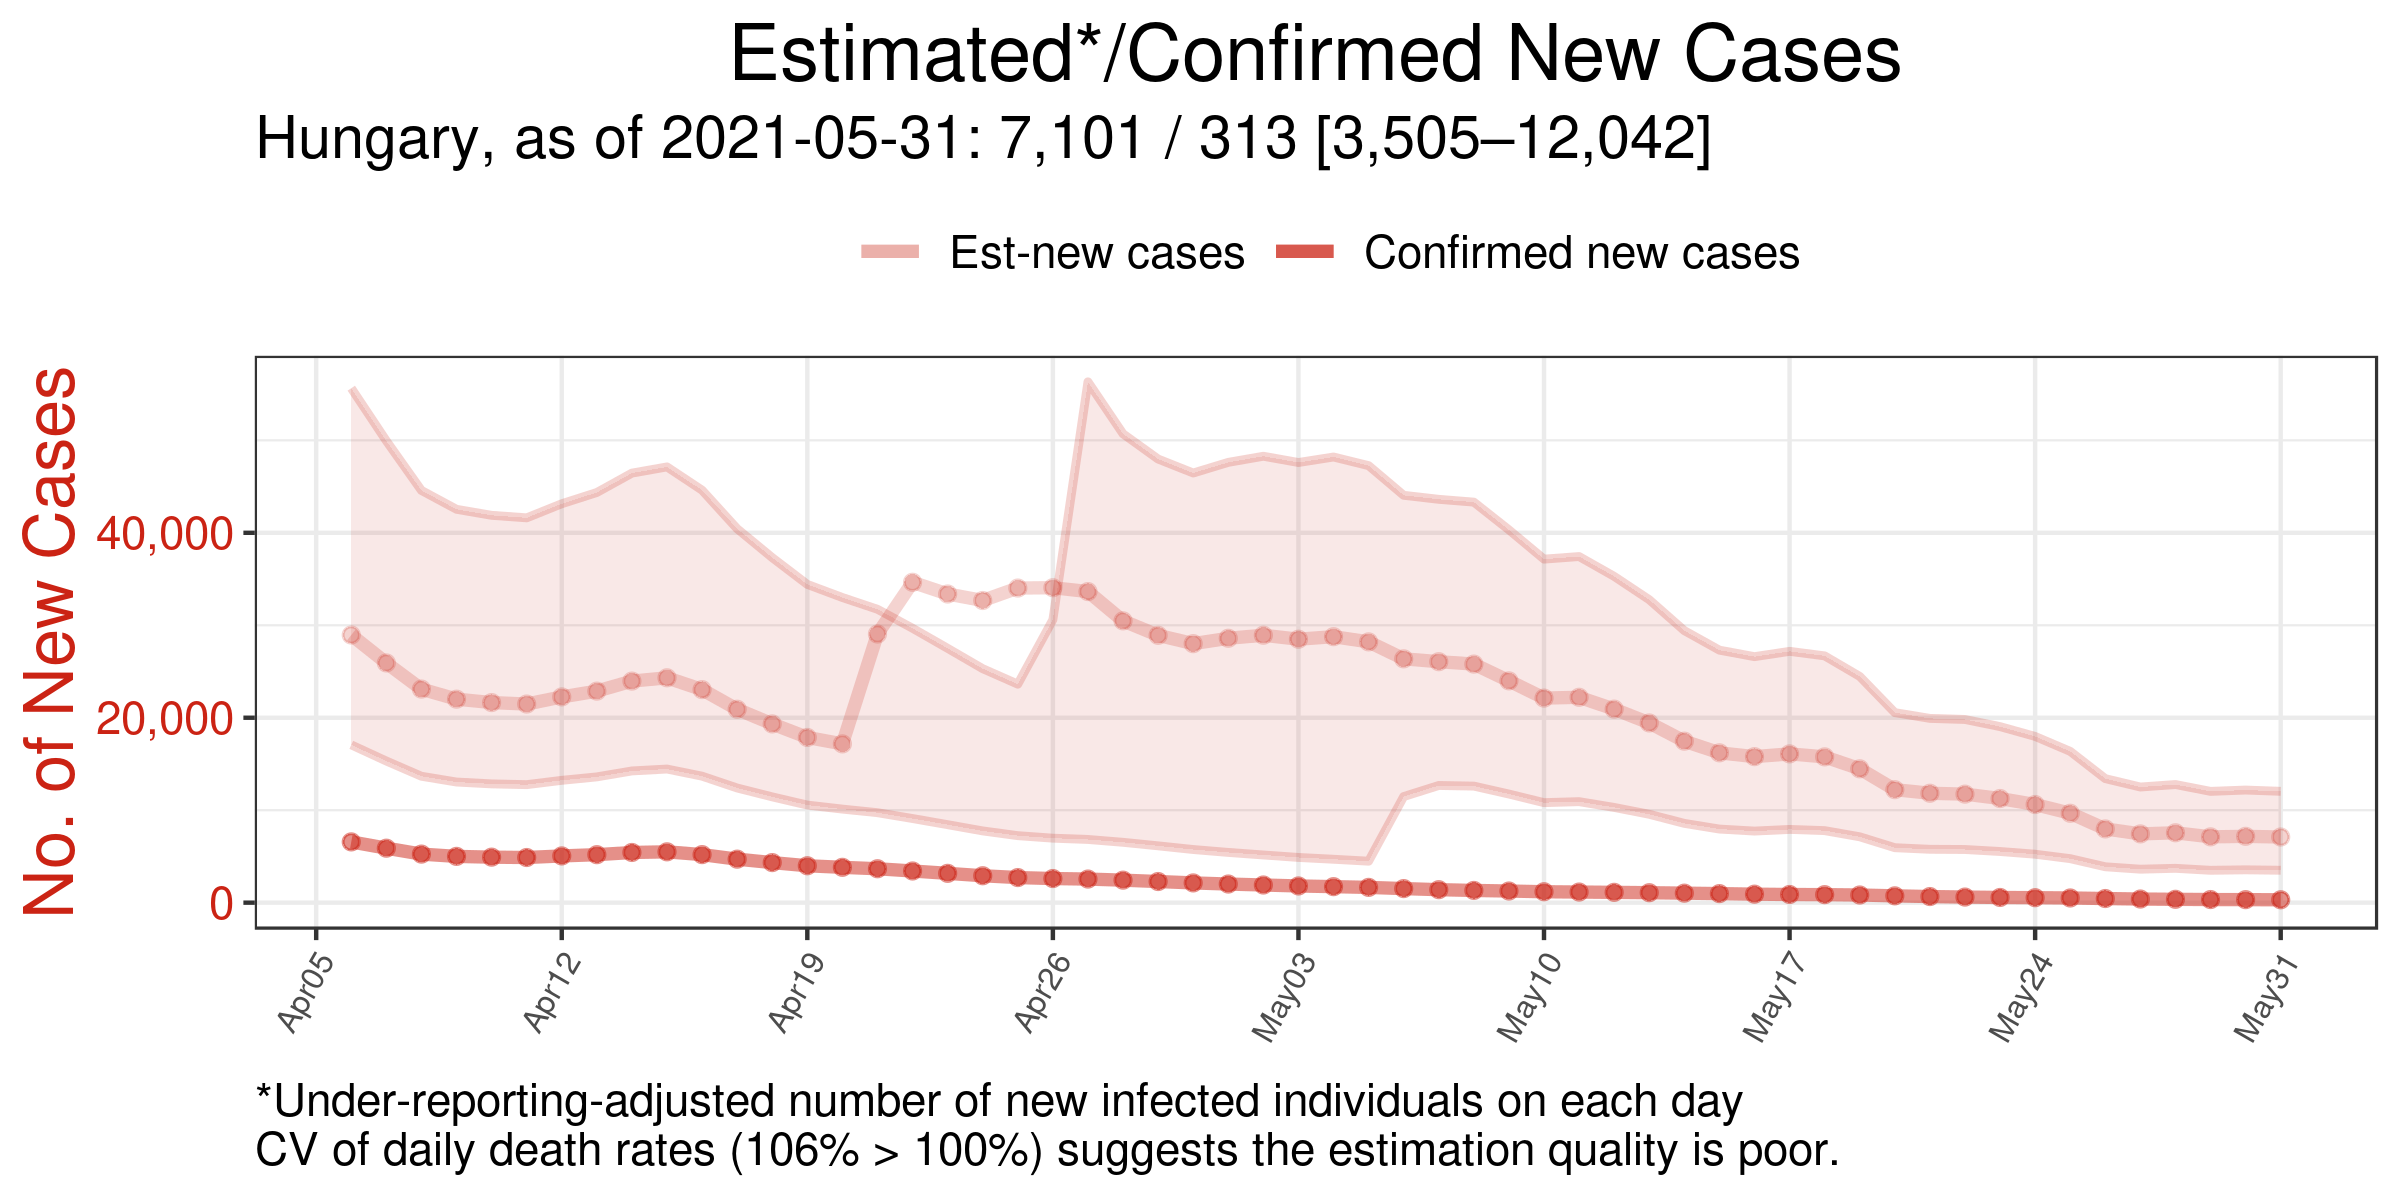 Estimated*/Confirmed New Cases
Hungary, as of 2021-05-31: 7,101 / 313 [3,505–12,042]
Est-new cases
Confirmed new cases
No. of New Cases
40,000
20,000
0
Apr05
Apr12
Apr19
Apr26
May03
May10
May17
May24
May31
*Under-reporting-adjusted number of new infected individuals on each day
CV of daily death rates (106% > 100%) suggests the estimation quality is poor.